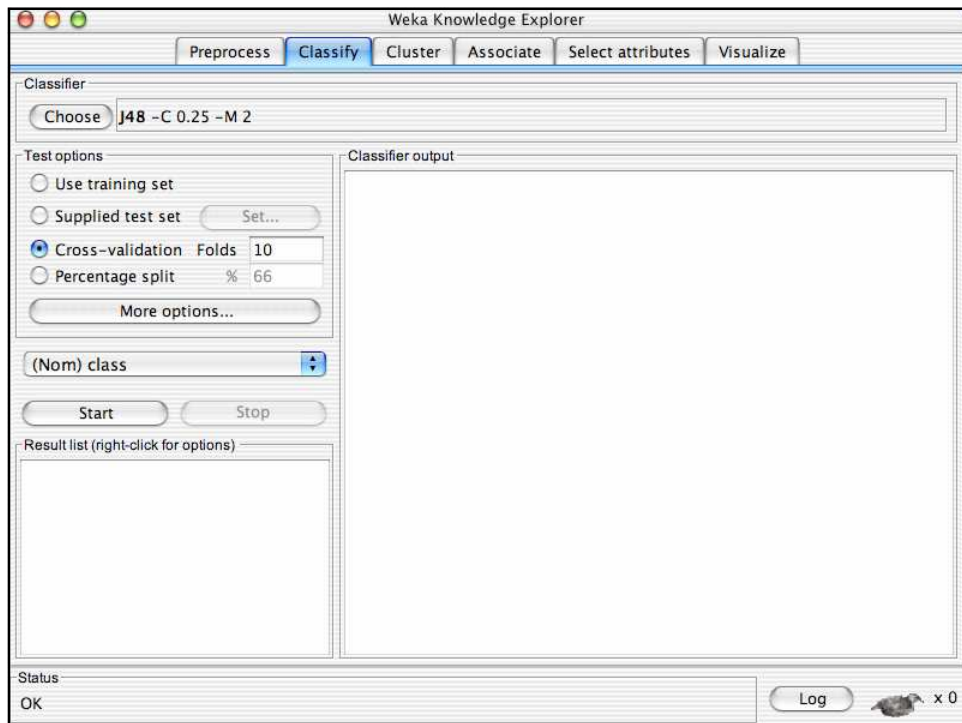 Weka Knowledge Explorer
Preprocess Classify Cluster Associate Select attributes Visualize
Classifier
Choose J48 -C 0.25 -M 2
Test options
Use training set
Supplied test set Set...
Cross-validation Folds 10
Percentage split % 66
More options...
(Nom) class
Start Stop
Result list (right-click for options)
Classifier output
Status
OK
Log x 0